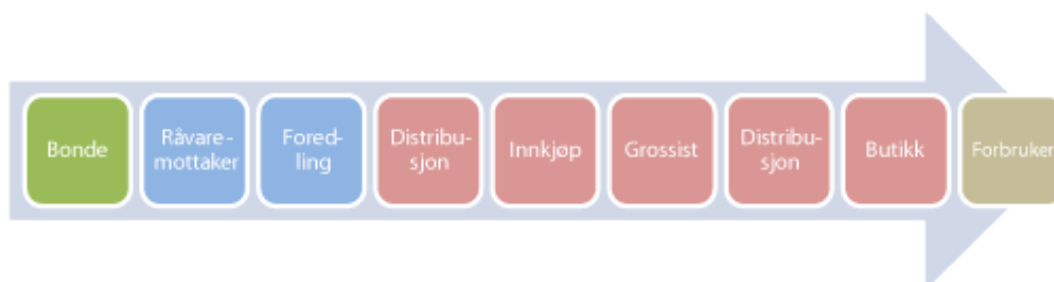 Bonde
Råvare-
mottaker
Fored-
ling
Distribu-
sjon
Innkjøp
Grossist
Distribu-
sjon
Butikk
Forbruker